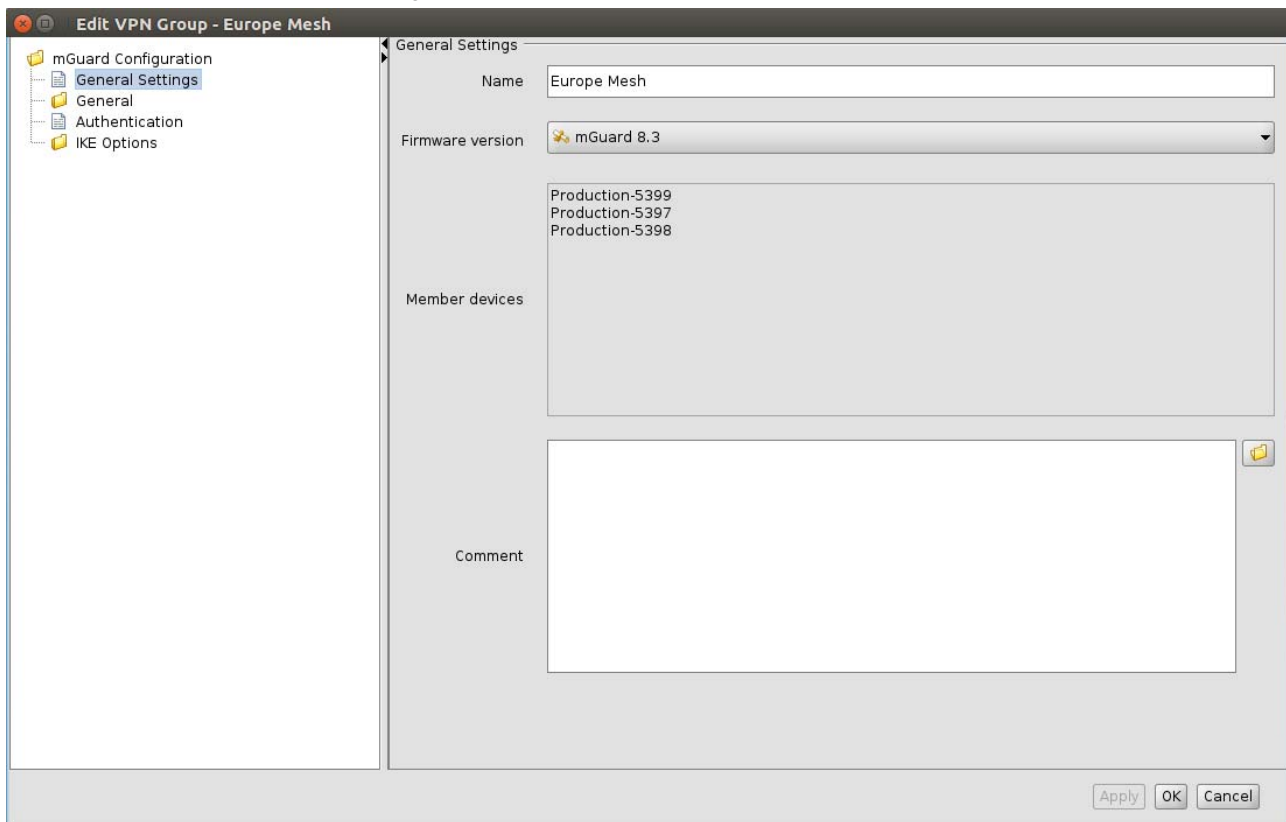 Edit VPN Group - Europe Mesh
mGuard Configuration
General Settings
General
Authentication
IKE Options
General Settings
Name
Europe Mesh
Firmware version
mGuard 8.3
Member devices
Production-5399
Production-5397
Production-5398
Comment
Apply
OK
Cancel